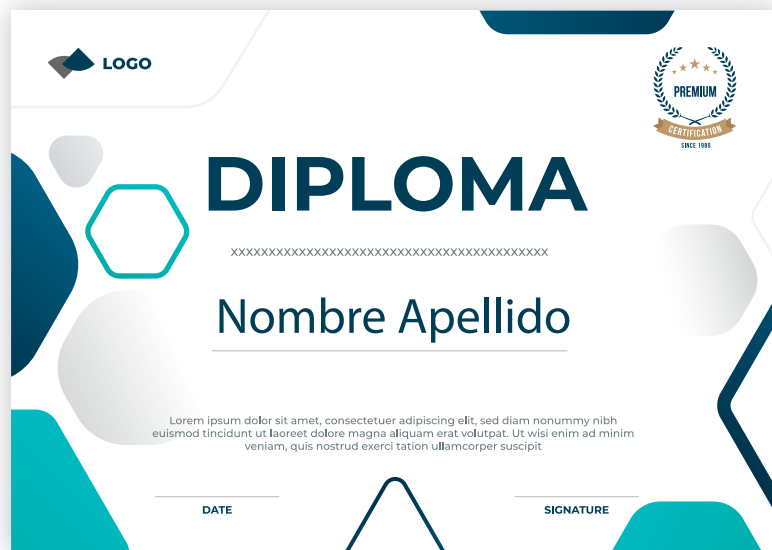 LOGO
PREMIUM
CERTIFICATION
SINCE 1980
DIPLOMA
xxxxxxxxxxxxxxxxxxxxxxxxxxxxxxxxxxxxxxxxxx
Nombre Apellido
Lorem ipsum dolor sit amet, consectetuer adipiscing elit, sed diam nonummy nibh
euismod tincidunt ut laoreet dolore magna aliquam erat volutpat. Ut wisi enim ad minim
veniam, quis nostrud exerci tation ullamcorper suscipit
DATE
SIGNATURE